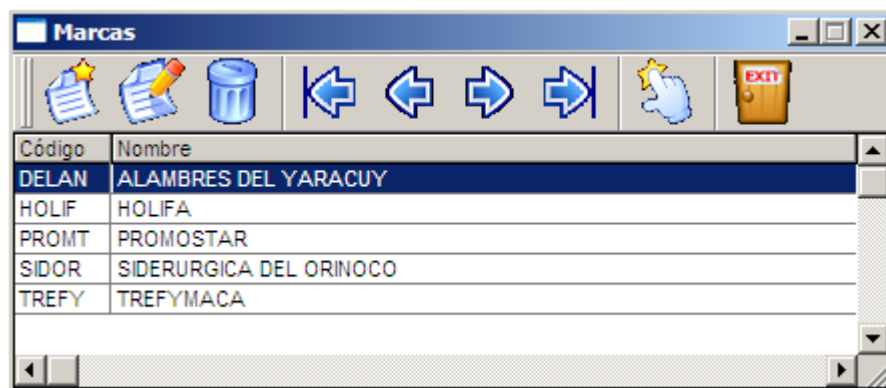 Marcas
EXIT
Código Nombre
DELAN ALAMBRES DEL YARACUY
HOLIF HOLIFA
PROMT PROMOSTAR
SIDOR SIDERURGICA DEL ORINOCO
TREFY TREFYMACA